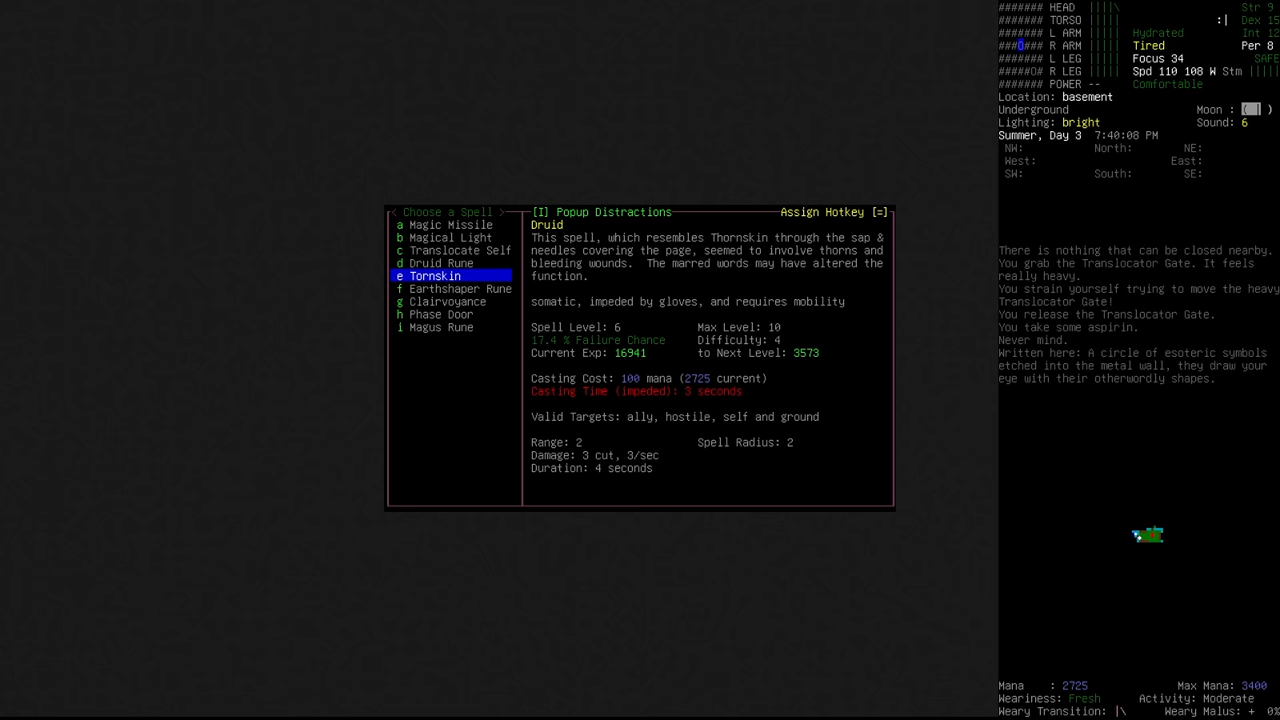 < Choose a Spell >
a Magic Missile
b Magical Light
c Translocate Self
d Druid Rune
e Tornskin
f Earthshaper Rune
g Clairvoyance
h Phase Door
i Magus Rune
[I] Popup Distractions Assign Hotkey [=]
Druid
This spell, which resembles Thornskin through the sap &
needles covering the page, seemed to involve thorns and
bleeding wounds. The marred words may have altered the
function.
somatic, impeded by gloves, and requires mobility
Spell Level: 6 Max Level: 10
17.4 % Failure Chance Difficulty: 4
Current Exp: 16941 to Next Level: 3573
Casting Cost: 100 mana (2725 current)
Casting Time (impeded): 3 seconds
Valid Targets: ally, hostile, self and ground
Range: 2 Spell Radius: 2
Damage: 3 cut, 3/sec
Duration: 4 seconds
####### HEAD ||||\ Str 9
####### TORSO ||||| :| Dex 15
####### L ARM ||||| Hydrated Int 12
###O### R ARM ||||| Tired Per 8
####### L LEG ||||| Focus 34 SAFE
#####O# R LEG ||||| Spd 110 108 W Stm |||||
####### POWER -- Comfortable
Location: basement
Underground Moon : ( | )
Lighting: bright Sound: 6
Summer, Day 3 7:40:08 PM
NW: North: NE:
West: East:
SW: South: SE:
There is nothing that can be closed nearby.
You grab the Translocator Gate. It feels
really heavy.
You strain yourself trying to move the heavy
Translocator Gate!
You release the Translocator Gate.
You take some aspirin.
Never mind.
Written here: A circle of esoteric symbols
etched into the metal wall, they draw your
eye with their otherwordly shapes.
Mana : 2725 Max Mana: 3400
Weariness: Fresh Activity: Moderate
Weary Transition: |\ Weary Malus: + 0%